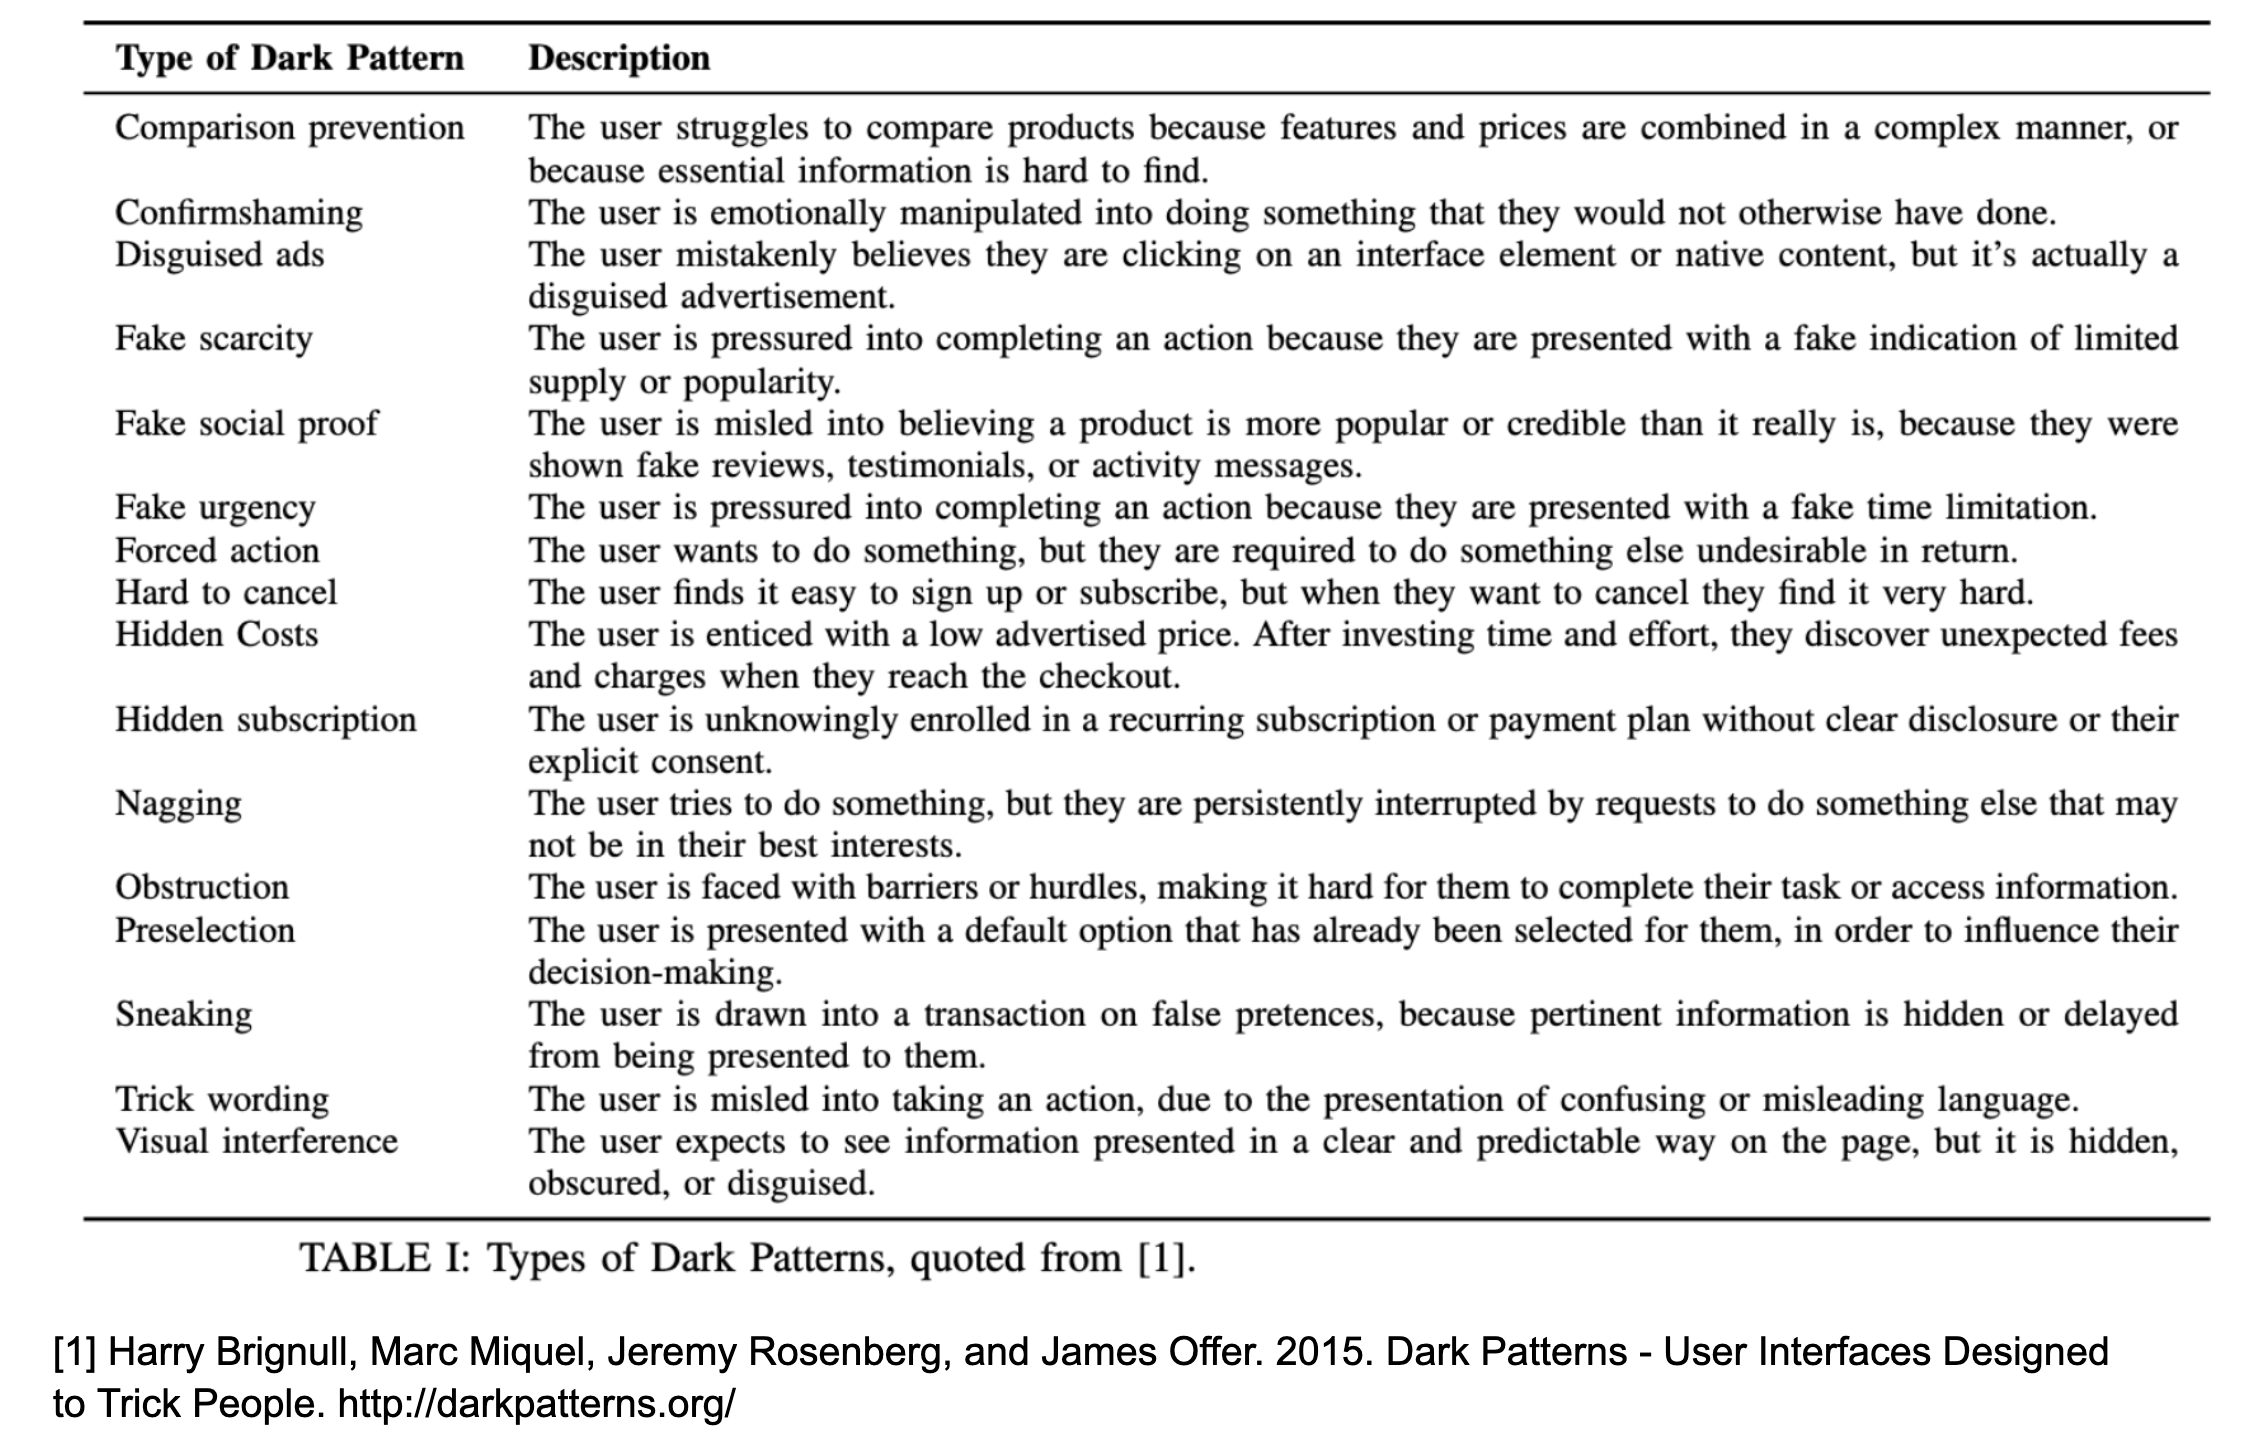 Type of Dark Pattern Description
Comparison prevention The user struggles to compare products because features and prices are combined in a complex manner, or
because essential information is hard to find.
Confirmshaming The user is emotionally manipulated into doing something that they would not otherwise have done.
Disguised ads The user mistakenly believes they are clicking on an interface element or native content, but it’s actually a
disguised advertisement.
Fake scarcity The user is pressured into completing an action because they are presented with a fake indication of limited
supply or popularity.
Fake social proof The user is misled into believing a product is more popular or credible than it really is, because they were
shown fake reviews, testimonials, or activity messages.
Fake urgency The user is pressured into completing an action because they are presented with a fake time limitation.
Forced action The user wants to do something, but they are required to do something else undesirable in return.
Hard to cancel The user finds it easy to sign up or subscribe, but when they want to cancel they find it very hard.
Hidden Costs The user is enticed with a low advertised price. After investing time and effort, they discover unexpected fees
and charges when they reach the checkout.
Hidden subscription The user is unknowingly enrolled in a recurring subscription or payment plan without clear disclosure or their
explicit consent.
Nagging The user tries to do something, but they are persistently interrupted by requests to do something else that may
not be in their best interests.
Obstruction The user is faced with barriers or hurdles, making it hard for them to complete their task or access information.
Preselection The user is presented with a default option that has already been selected for them, in order to influence their
decision-making.
Sneaking The user is drawn into a transaction on false pretences, because pertinent information is hidden or delayed
from being presented to them.
Trick wording The user is misled into taking an action, due to the presentation of confusing or misleading language.
Visual interference The user expects to see information presented in a clear and predictable way on the page, but it is hidden,
obscured, or disguised.
TABLE I: Types of Dark Patterns, quoted from [1].
[1] Harry Brignull, Marc Miquel, Jeremy Rosenberg, and James Offer. 2015. Dark Patterns - User Interfaces Designed
to Trick People. http://darkpatterns.org/